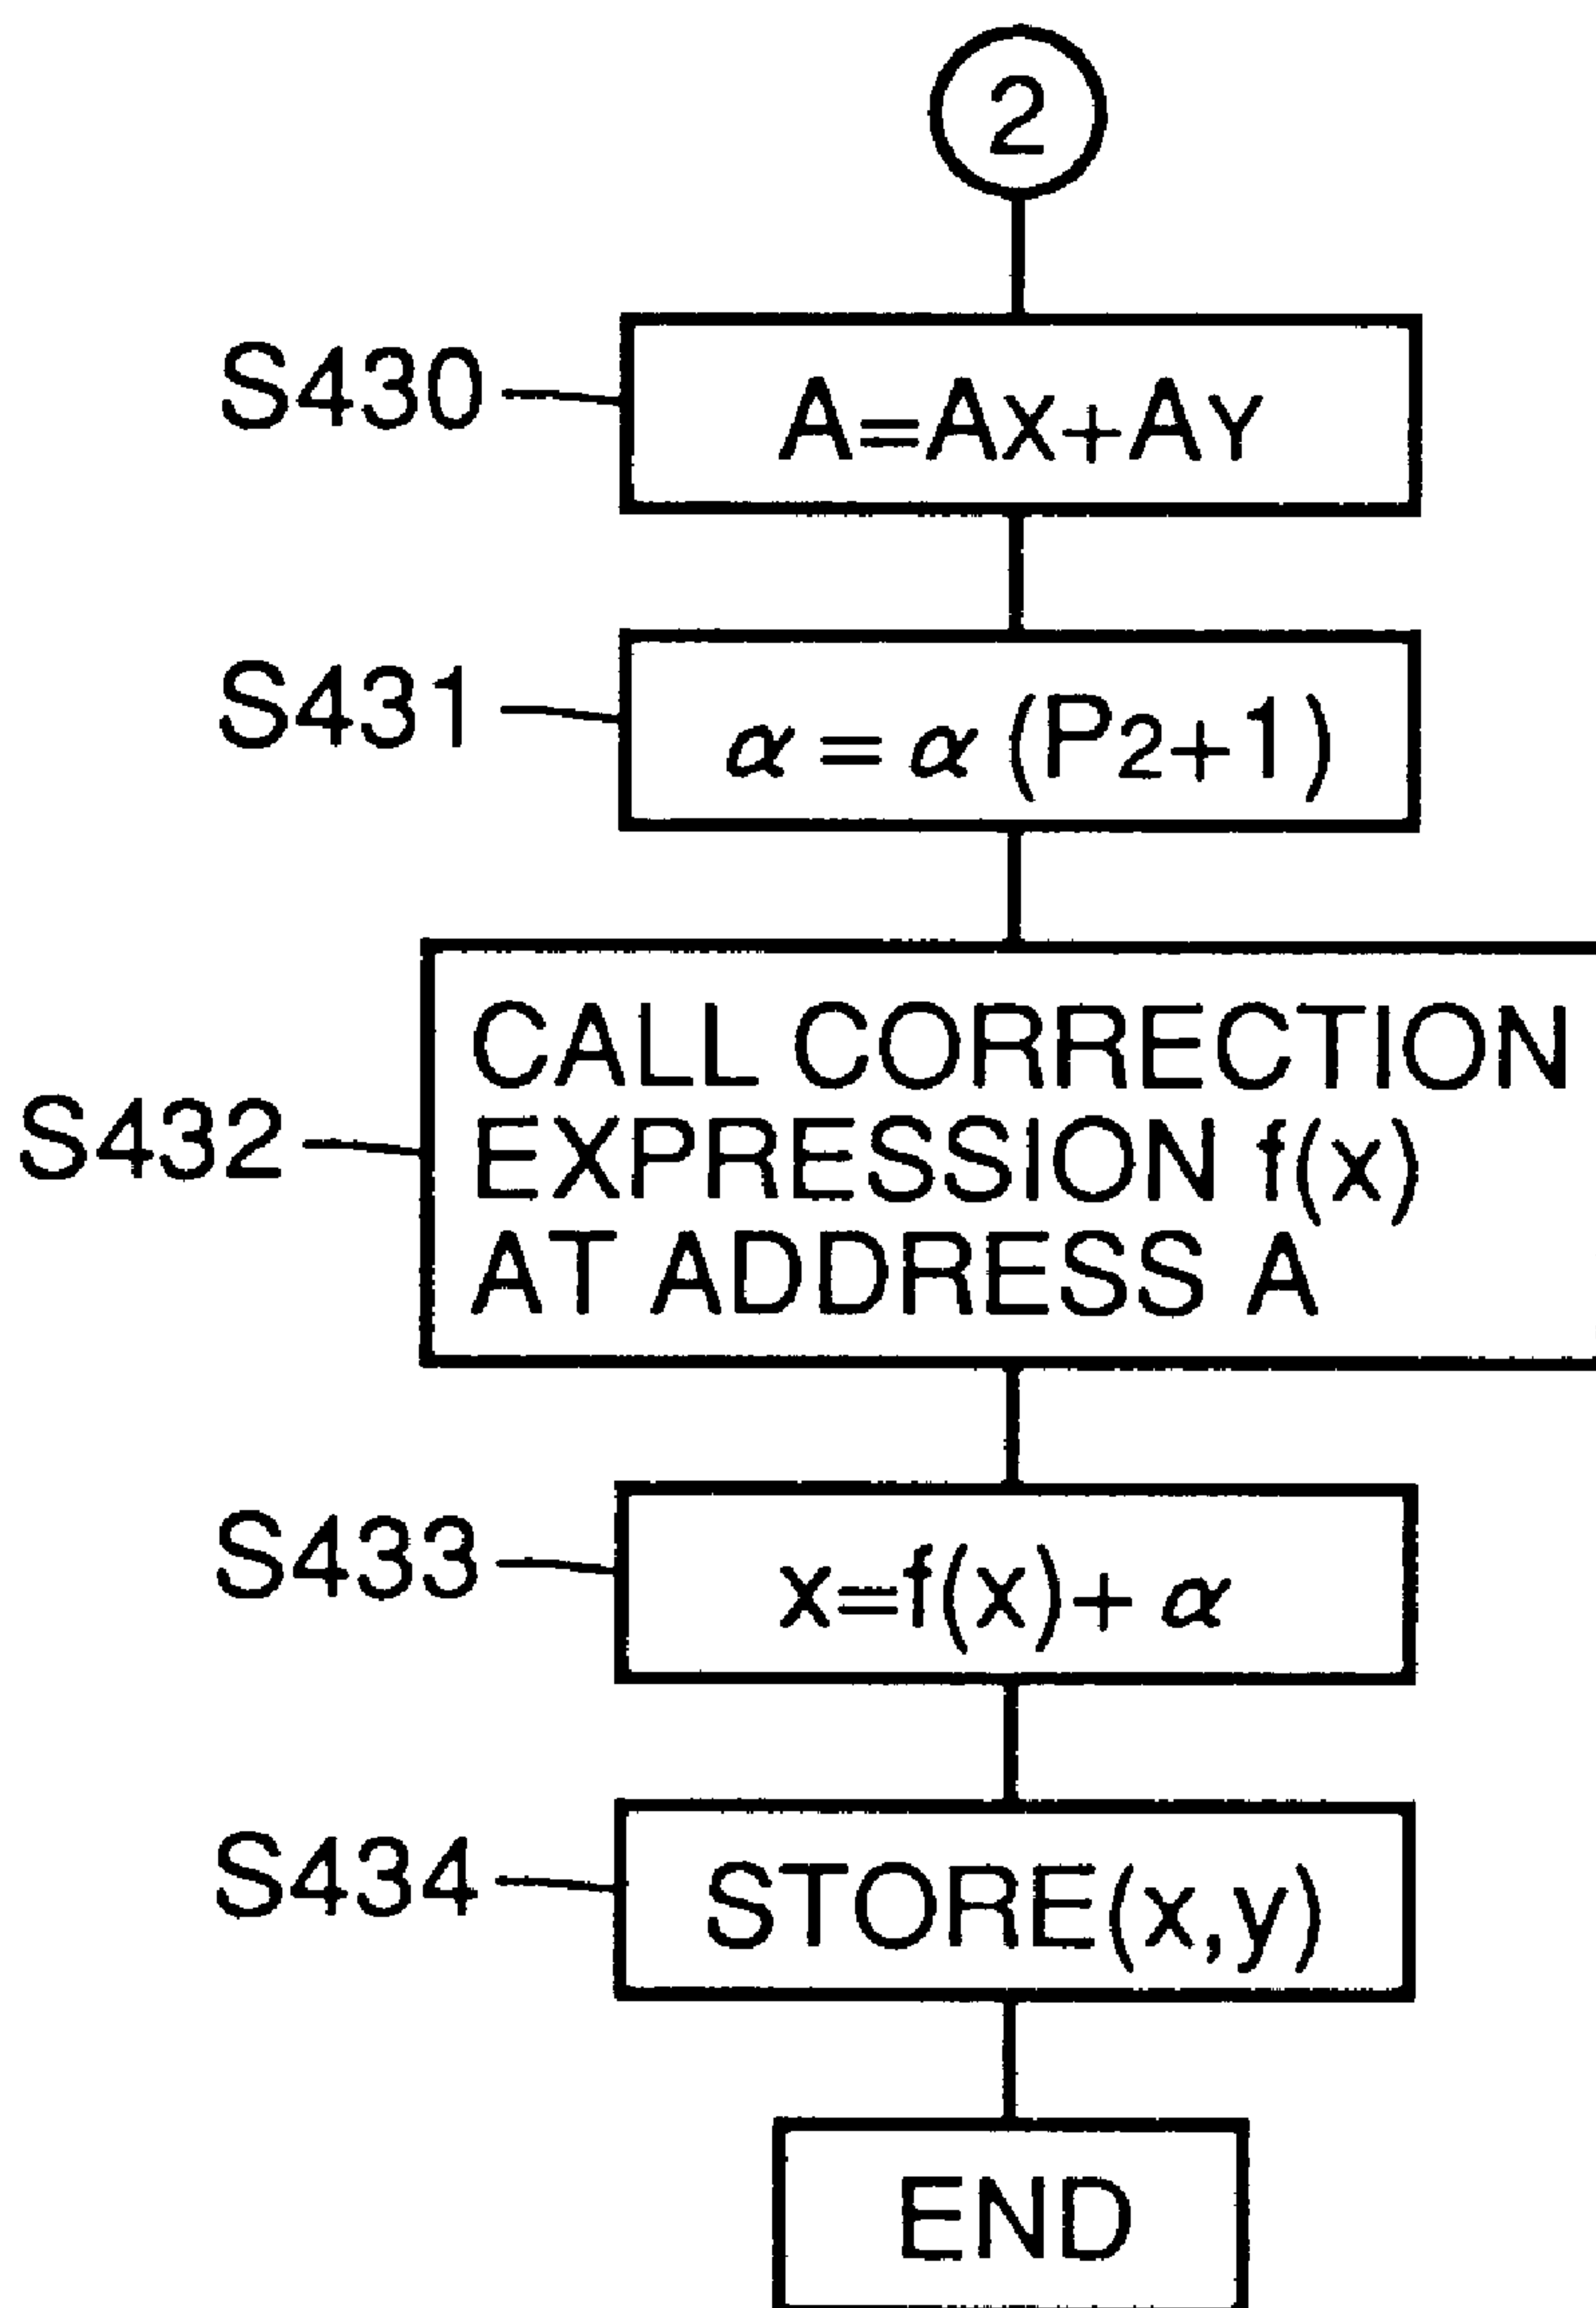 2
S430
A=AX+AY
S431
α = α (P2+1)
S432
CALL CORRECTION
EXPRESSION f(x)
AT ADDRESS A
S433
x=f(x)+ α
S434
STORE(x,y)
END